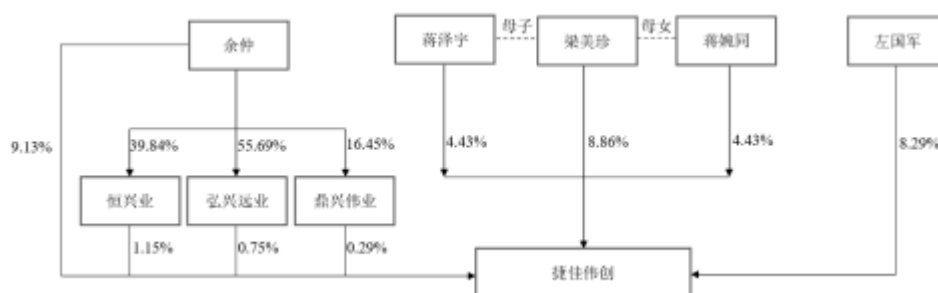 余仲
蒋泽宇
母子
梁美珍
母女
蒋婉同
左国军
9.13%
39.84%
55.69%
16.45%
4.43%
8.86%
4.43%
8.29%
恒兴业
弘兴远业
鼎兴伟业
1.15%
0.75%
0.29%
捷佳伟创